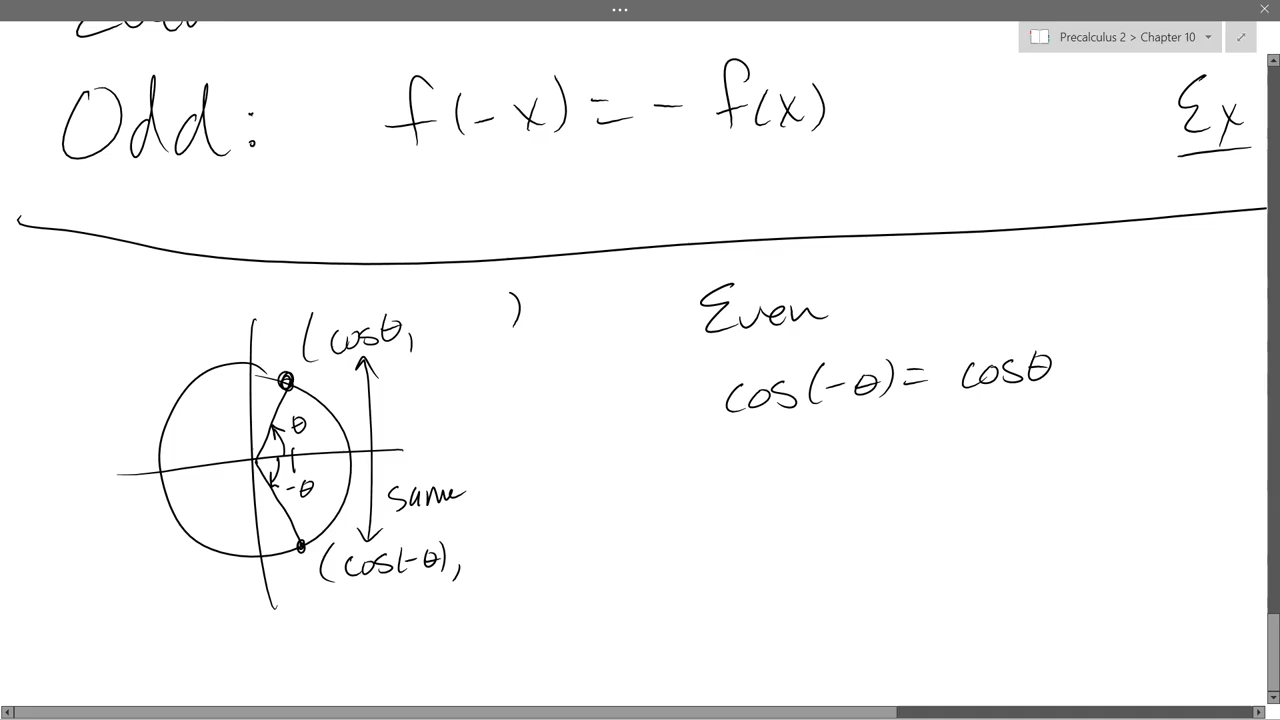 Precalculus 2 > Chapter 10
Odd: f(-x) = - f(x)
Ex
(cosθ, )
Even
cos(-θ) = cosθ
θ
-θ
same
(cos(-θ),